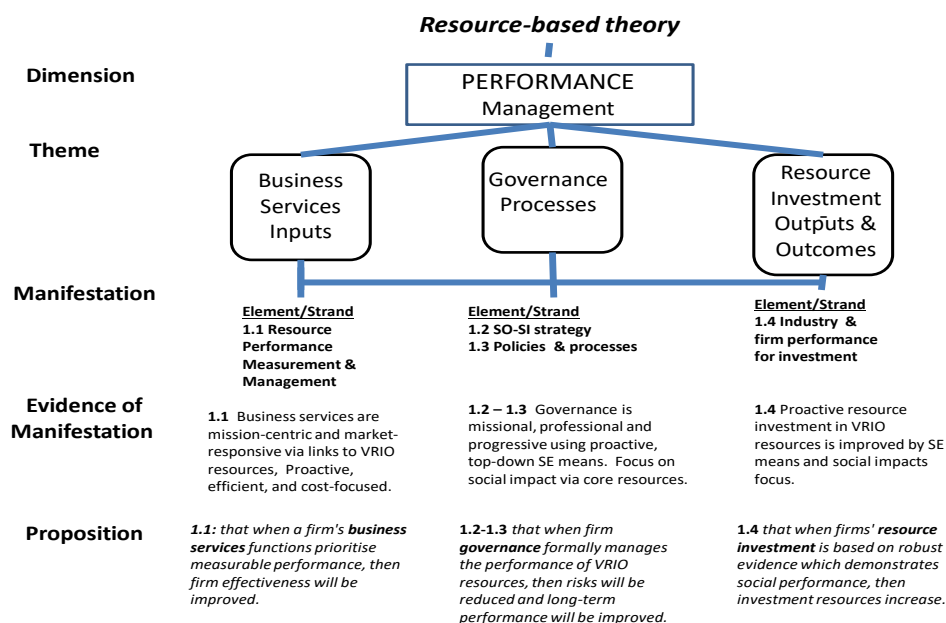 Resource-based theory
Dimension
PERFORMANCE
Management
Theme
Business
Services
Inputs
Governance
Processes
Resource
Investment
Outputs &
Outcomes
Manifestation
Element/Strand
1.1 Resource
Performance
Measurement &
Management
Element/Strand
1.2 SO-SI strategy
1.3 Policies & processes
Element/Strand
1.4 Industry &
firm performance
for investment
Evidence of
Manifestation
1.1 Business services are
mission-centric and market-
responsive via links to VRIO
resources, Proactive,
efficient, and cost-focused.
1.2 – 1.3 Governance is
missional, professional and
progressive using proactive,
top-down SE means. Focus on
social impact via core resources.
1.4 Proactive resource
investment in VRIO
resources is improved by SE
means and social impacts
focus.
Proposition
1.1: that when a firm's business
services functions prioritise
measurable performance, then
firm effectiveness will be
improved.
1.2-1.3 that when firm
governance formally manages
the performance of VRIO
resources, then risks will be
reduced and long-term
performance will be improved.
1.4 that when firms' resource
investment is based on robust
evidence which demonstrates
social performance, then
investment resources increase.